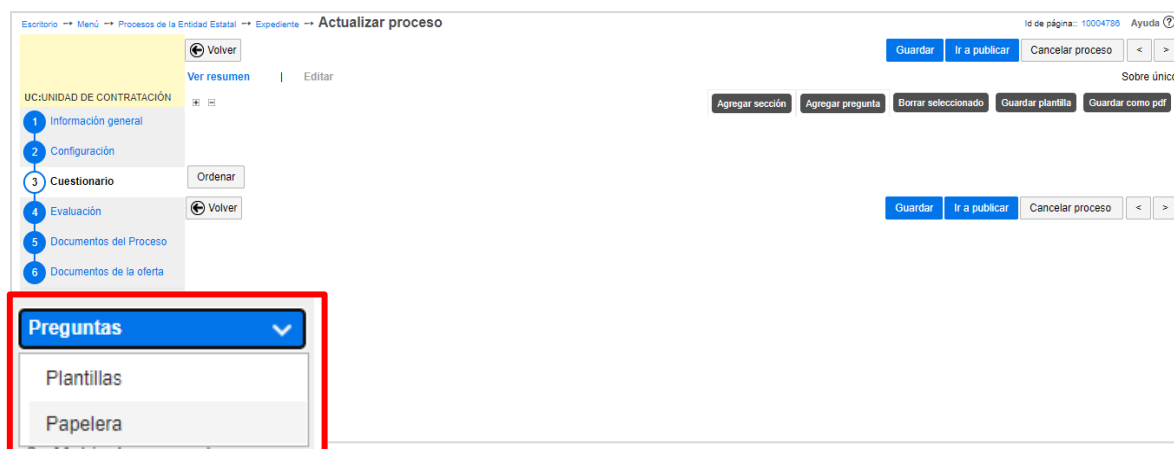 Escritorio → Menú → Procesos de la Entidad Estatal → Expediente → Actualizar proceso
Id de página:: 10004786 Ayuda ?
Volver
Guardar Ir a publicar Cancelar proceso < >
Ver resumen | Editar
Sobre único
UC:UNIDAD DE CONTRATACIÓN
Agregar sección Agregar pregunta Borrar seleccionado Guardar plantilla Guardar como pdf
1 Información general
2 Configuración
3 Cuestionario
Ordenar
4 Evaluación
Volver
Guardar Ir a publicar Cancelar proceso < >
5 Documentos del Proceso
6 Documentos de la oferta
Preguntas
Plantillas
Papelera